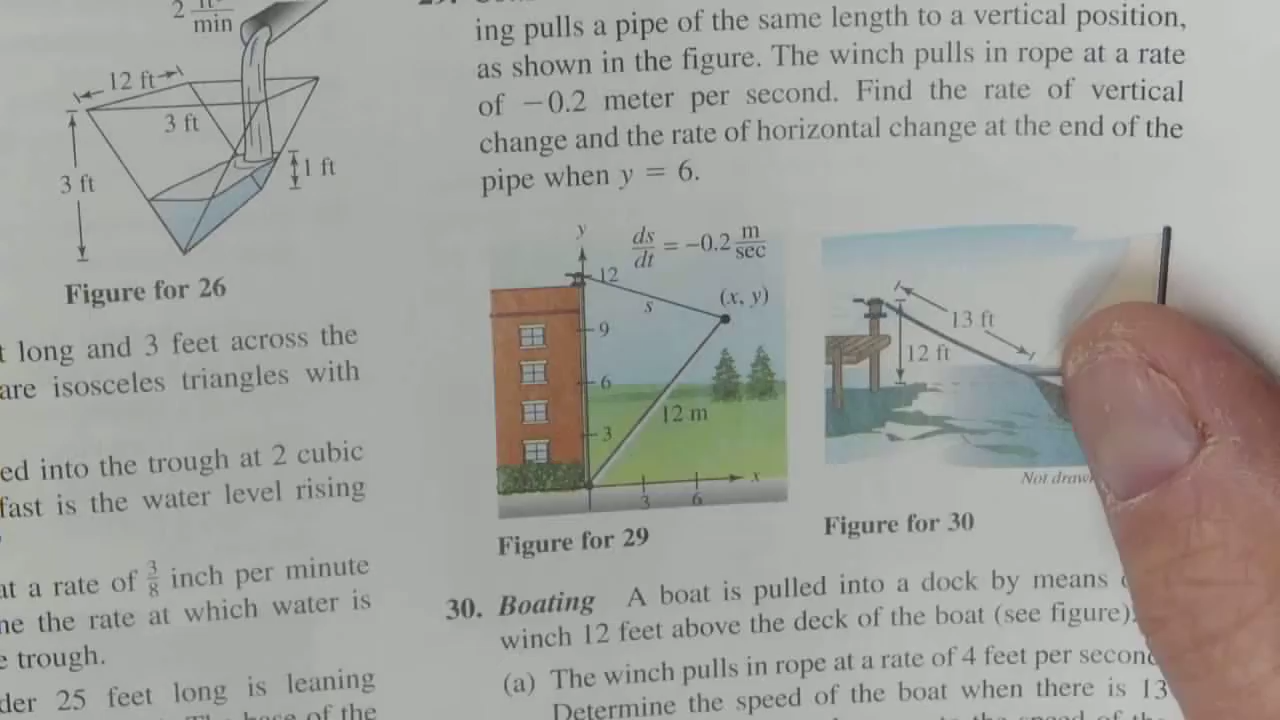 2
min
12 ft
3 ft
1 ft
3 ft
Figure for 26
long and 3 feet across the
are isosceles triangles with
ed into the trough at 2 cubic
fast is the water level rising
at a rate of 3/8 inch per minute
ne the rate at which water is
trough.
der 25 feet long is leaning
of the
ing pulls a pipe of the same length to a vertical position,
as shown in the figure. The winch pulls in rope at a rate
of −0.2 meter per second. Find the rate of vertical
change and the rate of horizontal change at the end of the
pipe when y = 6.
y
ds/dt = −0.2 m/sec
12
s
(x, y)
9
6
12 m
3
x
3
6
Figure for 29
13 ft
12 ft
Not
Figure for 30
30. Boating A boat is pulled into a dock by means
winch 12 feet above the deck of the boat (see figure).
(a) The winch pulls in rope at a rate of 4 feet per
Determine the speed of the boat when there is 13